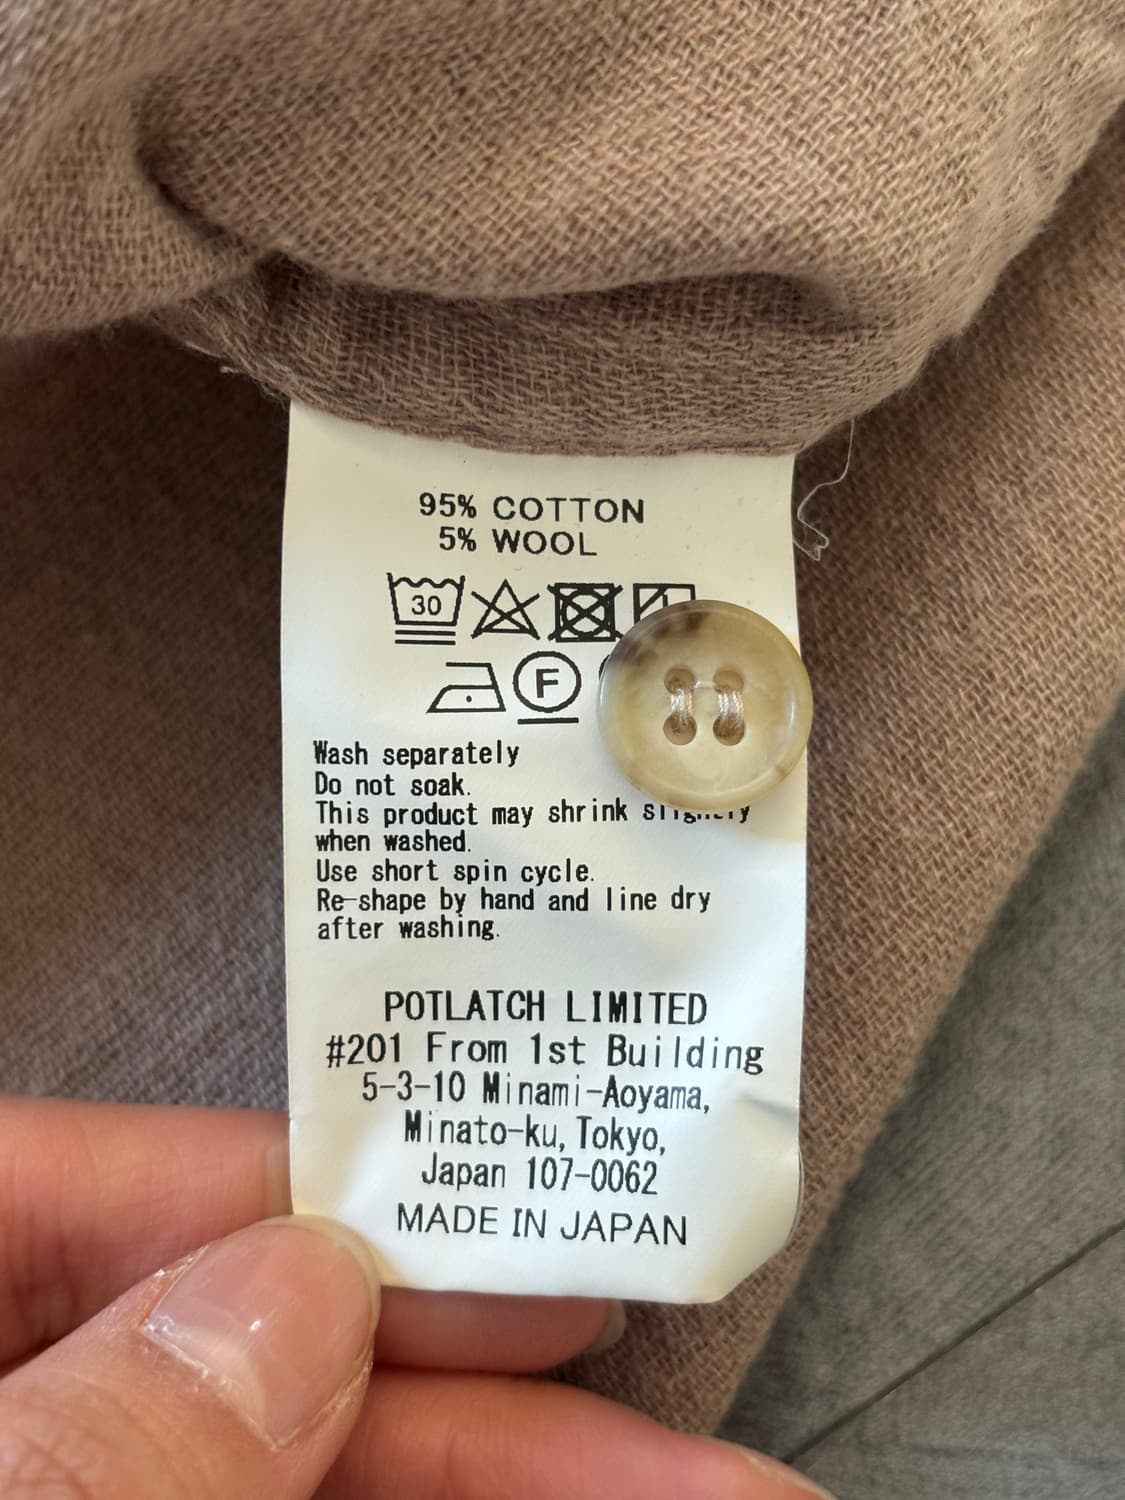 95% COTTON
5% WOOL
30
F
Wash separately
Do not soak.
This product may shrink slightly
when washed.
Use short spin cycle.
Re-shape by hand and line dry
after washing.
POTLATCH LIMITED
#201 From 1st Building
5-3-10 Minami-Aoyama,
Minato-ku, Tokyo,
Japan 107-0062
MADE IN JAPAN